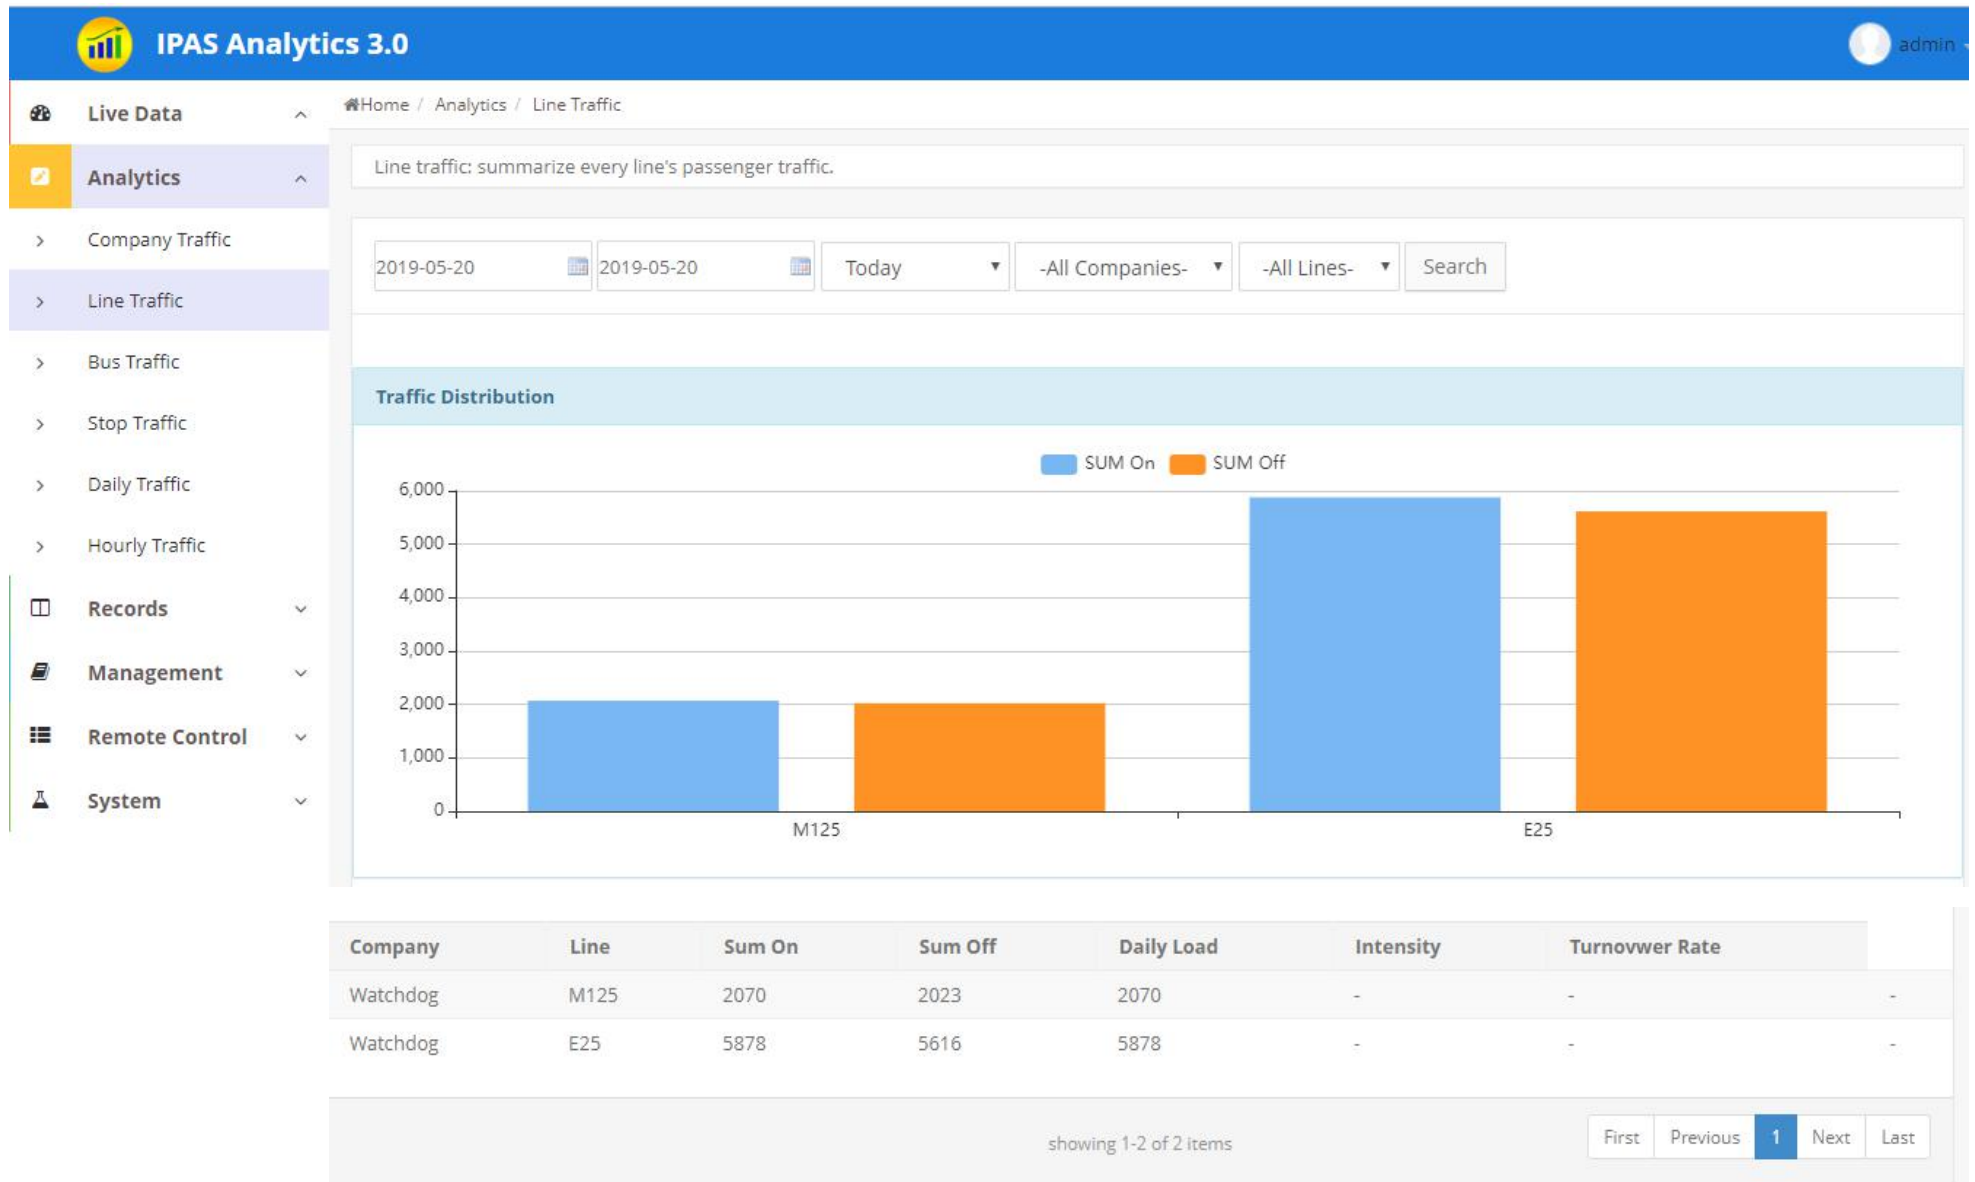 IPAS Analytics 3.0
admin
Live Data
Analytics
Company Traffic
Line Traffic
Bus Traffic
Stop Traffic
Daily Traffic
Hourly Traffic
Records
Management
Remote Control
System
Home / Analytics / Line Traffic
Line traffic: summarize every line's passenger traffic.
2019-05-20 2019-05-20 Today -All Companies- -All Lines- Search
Traffic Distribution
SUM On SUM Off
6,000
5,000
4,000
3,000
2,000
1,000
0
M125 E25
Company Line Sum On Sum Off Daily Load Intensity Turnovwer Rate
Watchdog M125 2070 2023 2070 - - -
Watchdog E25 5878 5616 5878 - - -
showing 1-2 of 2 items
First Previous 1 Next Last